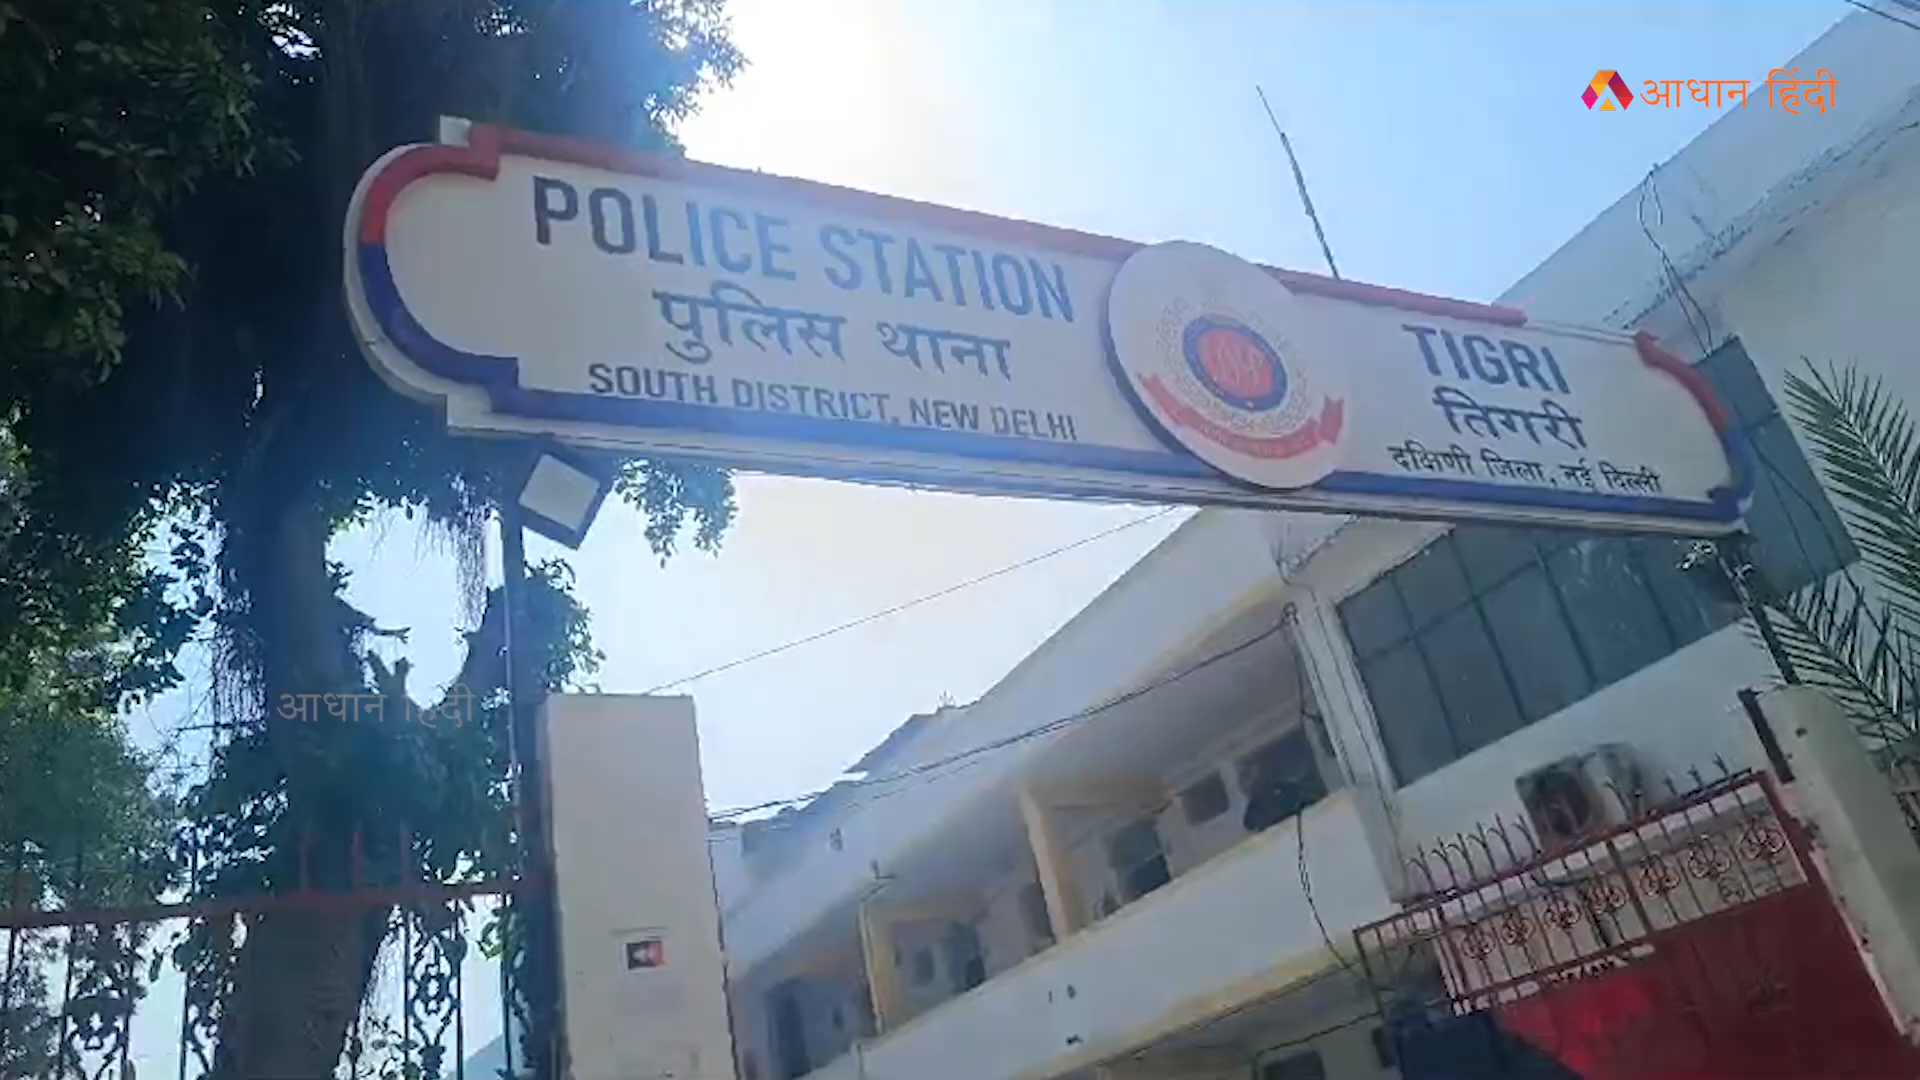 आधान हिंदी
POLICE STATION
पुलिस थाना
SOUTH DISTRICT, NEW DELHI
TIGRI
तिगरी
दक्षिणी जिला, नई दिल्ली
आधान हिंदी